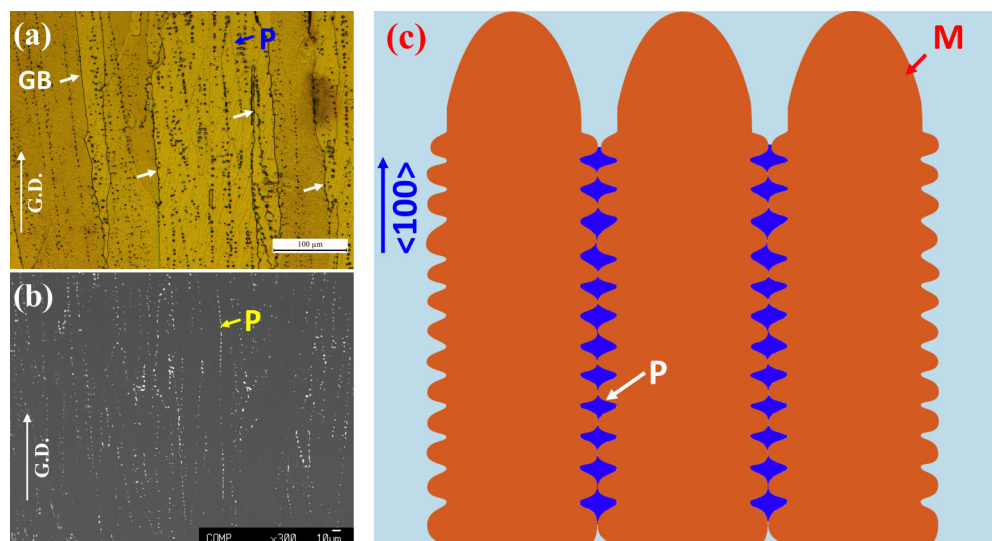 (a)
P
GB
G.D.
100 μm
(b)
P
G.D.
COMP ×300 10μm
(c)
M
<100>
P